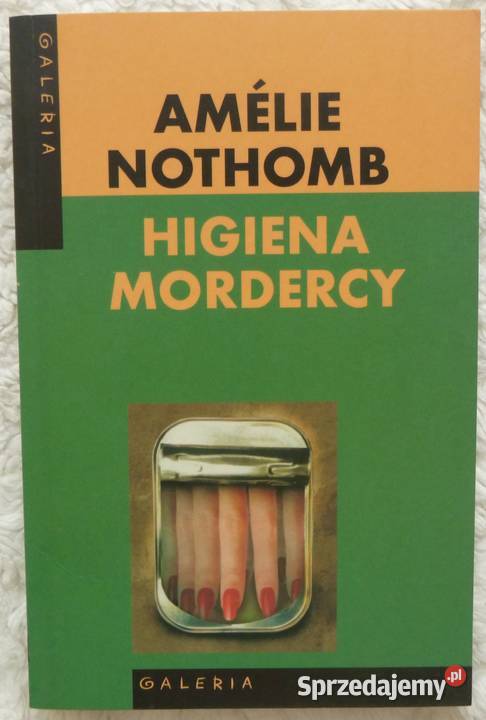 GALERIA
AMÉLIE
NOTHOMB
HIGIENA
MORDERCY
GALERIA
Sprzedajemy.pl